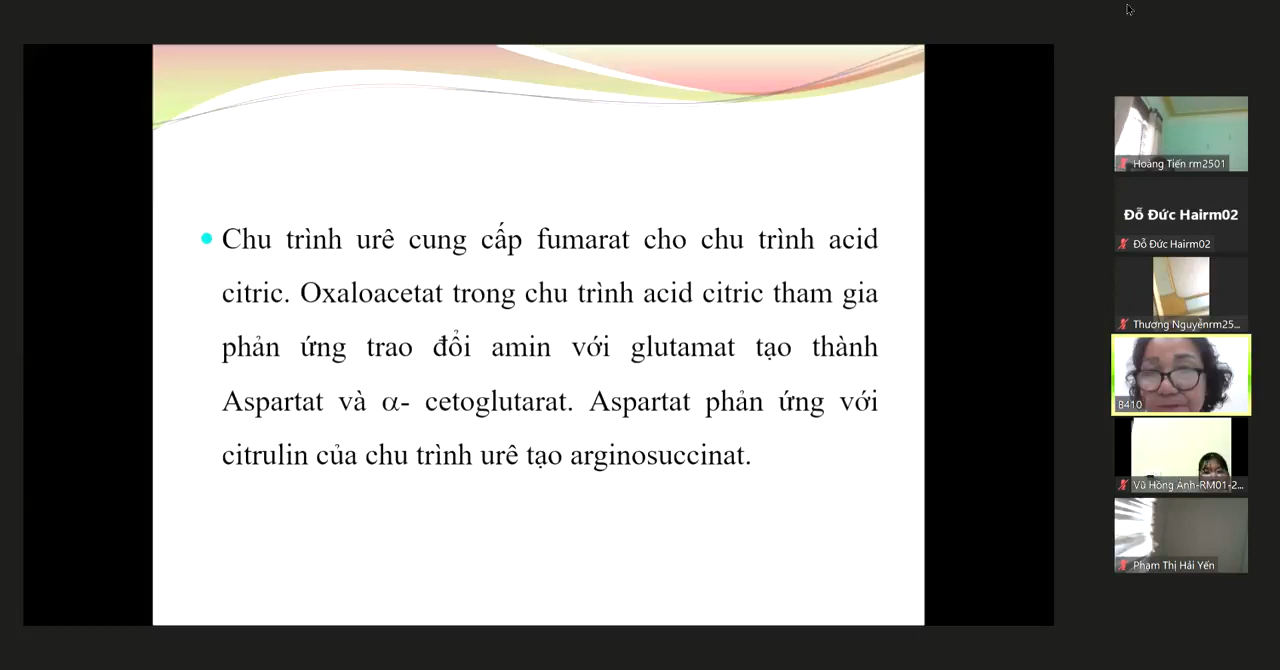 Chu trình urê cung cấp fumarat cho chu trình acid
citric. Oxaloacetat trong chu trình acid citric tham gia
phản ứng trao đổi amin với glutamat tạo thành
Aspartat và α- cetoglutarat. Aspartat phản ứng với
citrulin của chu trình urê tạo arginosuccinat.
Hoàng Tiến rm2501
Đỗ Đức Hairm02
Đỗ Đức Hairm02
Thương Nguyễnrm25...
B410
Vũ Hồng Ánh-RM01-2...
Phạm Thị Hải Yến